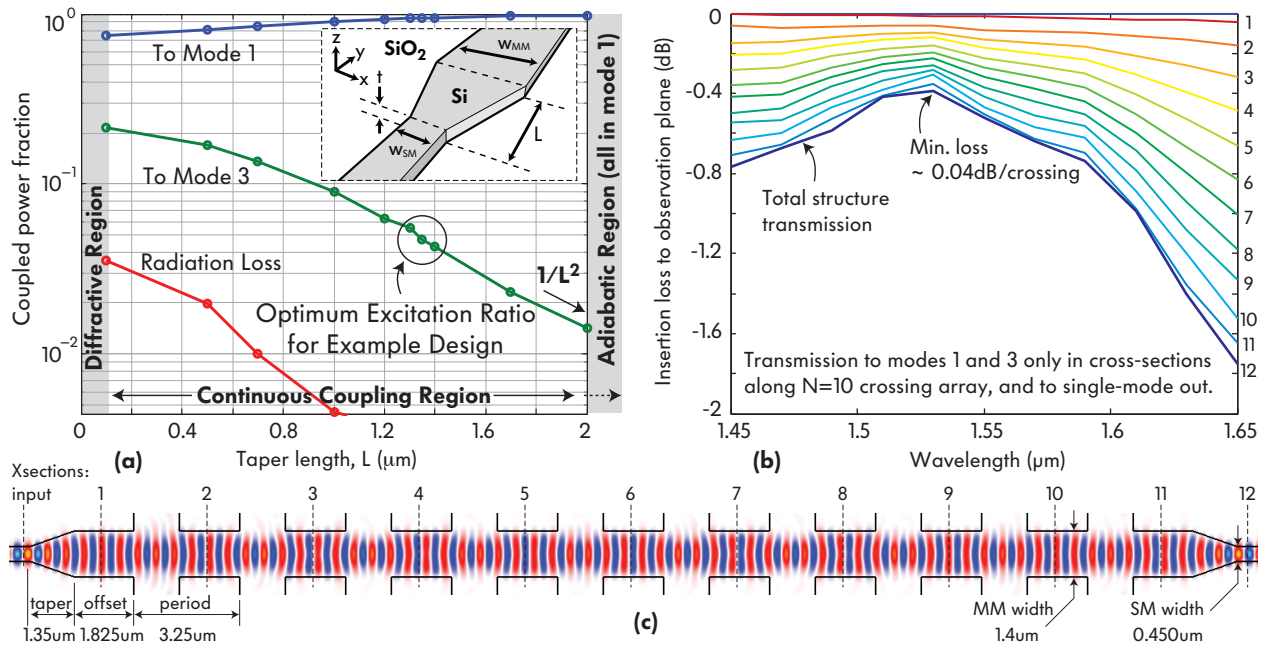 10⁰
10⁻¹
10⁻²
Coupled power fraction
0
0.4
0.8
1.2
1.6
2
Taper length, L (μm)
(a)
To Mode 1
To Mode 3
Radiation Loss
Diffractive Region
Adiabatic Region (all in mode 1)
Continuous Coupling Region
Optimum Excitation Ratio
for Example Design
1/L²
z
y
x
t
SiO₂
Si
WMM
WSM
L
0
-0.4
-0.8
-1.2
-1.6
-2
Insertion loss to observation plane (dB)
1.45
1.5
1.55
1.6
1.65
Wavelength (μm)
(b)
1
2
3
4
5
6
7
8
9
10
11
12
Min. loss
~ 0.04dB/crossing
Total structure
transmission
Transmission to modes 1 and 3 only in cross-sections
along N=10 crossing array, and to single-mode out.
Xsections:
input
1
2
3
4
5
6
7
8
9
10
11
12
taper
offset
period
1.35um
1.825um
3.25um
(c)
MM width
1.4um
SM width
0.450um